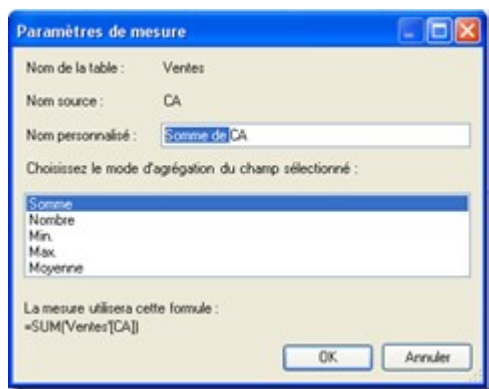 Paramètres de mesure
Nom de la table : Ventes
Nom source : CA
Nom personnalisé : Somme de CA
Choisissez le mode d'agrégation du champ sélectionné :
Somme
Nombre
Min.
Max.
Moyenne
La mesure utilisera cette formule :
=SUM('Ventes'[CA])
OK Annuler